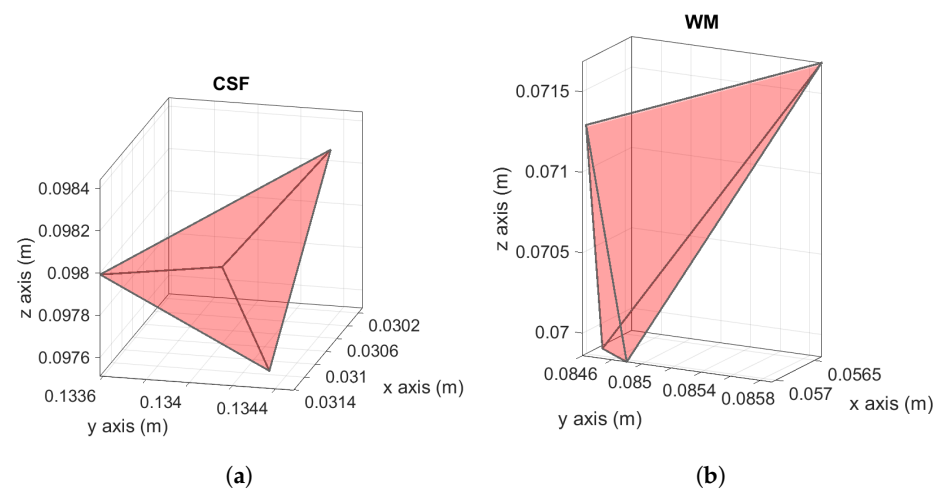 CSF
0.0984
0.0982
0.098
0.0978
0.0976
z axis (m)
0.1336
0.134
0.1344
y axis (m)
0.0302
0.0306
0.031
0.0314
x axis (m)
(a)
WM
0.0715
0.071
0.0705
0.07
z axis (m)
0.0846
0.085
0.0854
0.0858
y axis (m)
0.0565
0.057
x axis (m)
(b)